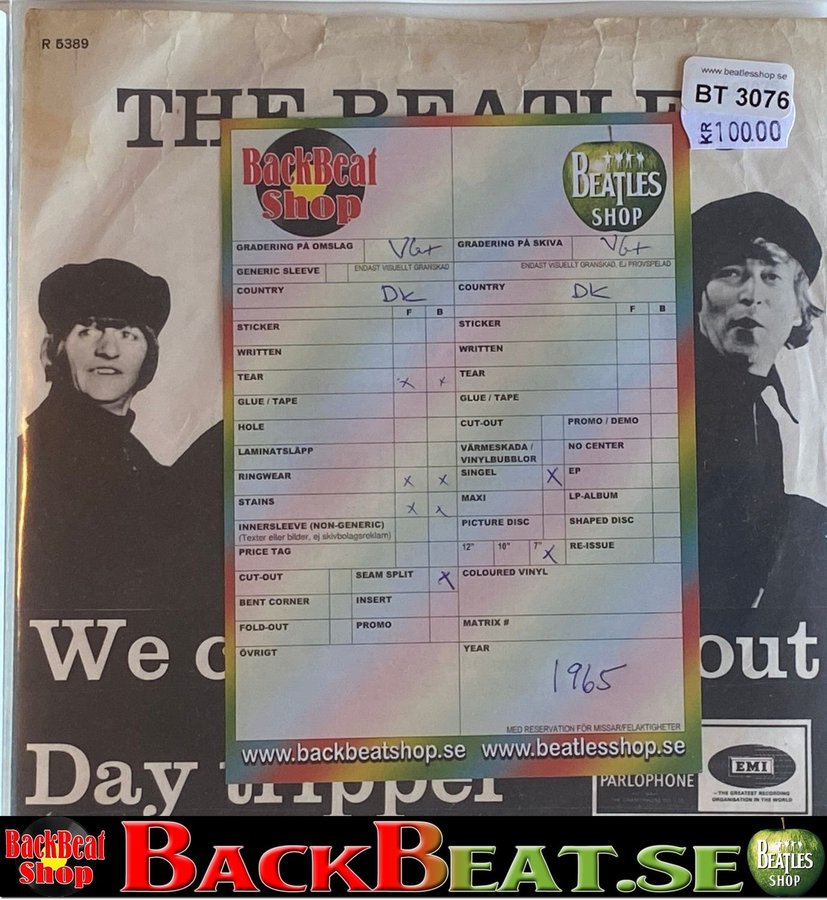 R 5389
THE BEATLE
www.beatlesshop.se
BT 3076
KR100.00
BackBeat Shop
BEATLES SHOP
GRADERING PÅ OMSLAG VG+
GRADERING PÅ SKIVA VG+
GENERIC SLEEVE
ENDAST VISUELLT GRANSKAD
ENDAST VISUELLT GRANSKAD, EJ PROVSPELAD
COUNTRY DK
COUNTRY DK
F B
F B
STICKER
STICKER
WRITTEN
WRITTEN
TEAR x x
TEAR
GLUE / TAPE
GLUE / TAPE
HOLE
CUT-OUT
PROMO / DEMO
LAMINATSLÄPP
VÄRMESKADA / VINYLBUBBLOR
NO CENTER
RINGWEAR x x
SINGEL X
EP
STAINS x x
MAXI
LP-ALBUM
INNERSLEEVE (NON-GENERIC)
(Texter eller bilder, ej skivbolagsreklam)
PICTURE DISC
SHAPED DISC
PRICE TAG
12" 10" 7" X
RE-ISSUE
CUT-OUT
SEAM SPLIT X
COLOURED VINYL
BENT CORNER
INSERT
FOLD-OUT
PROMO
MATRIX #
ÖVRIGT
YEAR
1965
MED RESERVATION FÖR MISSAR/FELAKTIGHETER
www.backbeatshop.se www.beatlesshop.se
We c out
Day tripper
PARLOPHONE
EMI
—THE GREATEST RECORDING
ORGANISATION IN THE WORLD
BackBeat Shop
BACKBEAT.SE
BEATLES SHOP